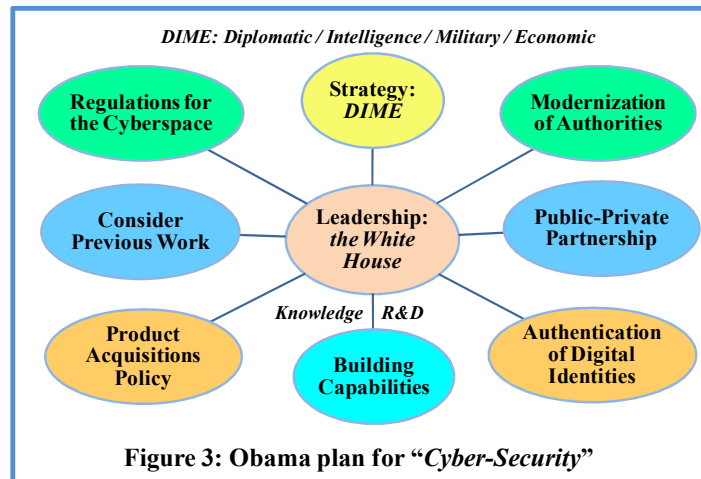 DIME: Diplomatic / Intelligence / Military / Economic
Regulations for
the Cyberspace
Strategy:
DIME
Modernization
of Authorities
Consider
Previous Work
Leadership:
the White
House
Public-Private
Partnership
Product
Acquisitions
Policy
Knowledge R&D
Building
Capabilities
Authentication
of Digital
Identities
Figure 3: Obama plan for “Cyber-Security”